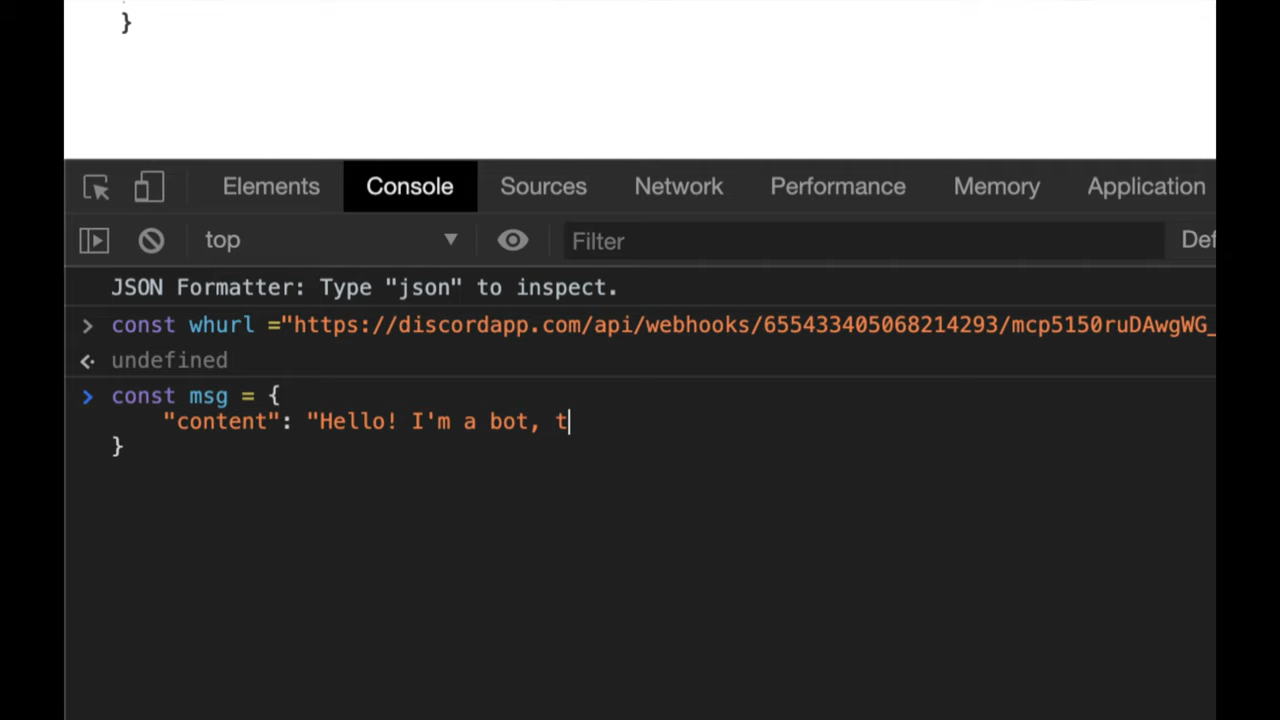 }
Elements Console Sources Network Performance Memory Application
top Filter Def
JSON Formatter: Type "json" to inspect.
> const whurl ="https://discordapp.com/api/webhooks/655433405068214293/mcp5150ruDAwgWG_
undefined
> const msg = {
"content": "Hello! I'm a bot, t
}